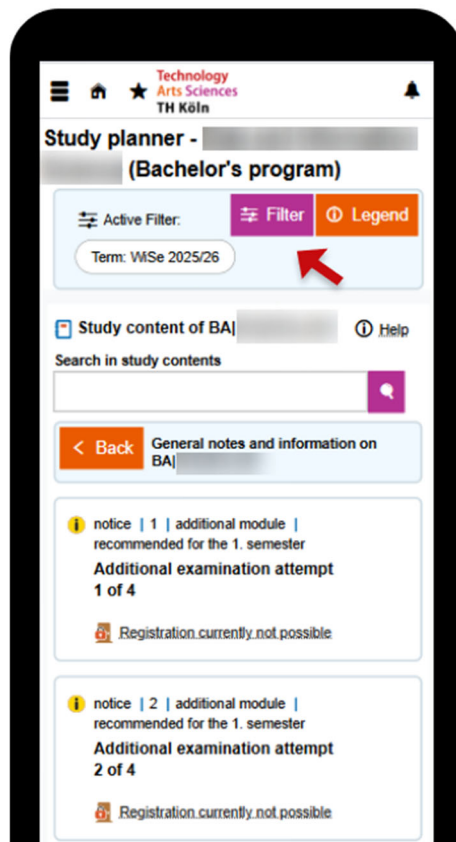 Technology
Arts Sciences
TH Köln
Study planner -
(Bachelor's program)
Active Filter:
Filter
Legend
Term: WiSe 2025/26
Study content of BA|
Help
Search in study contents
< Back
General notes and information on
BA|
notice | 1 | additional module |
recommended for the 1. semester
Additional examination attempt
1 of 4
Registration currently not possible
notice | 2 | additional module |
recommended for the 1. semester
Additional examination attempt
2 of 4
Registration currently not possible